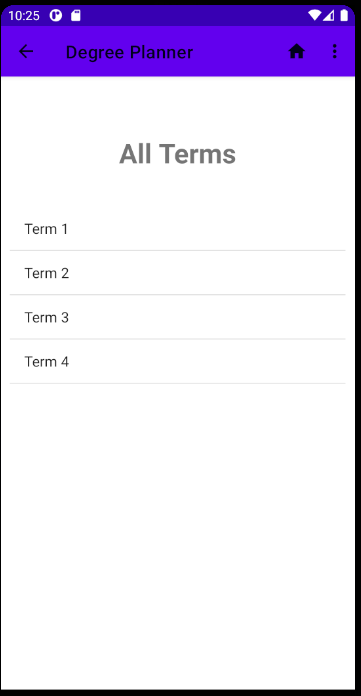 10:25
Degree Planner
All Terms
Term 1
Term 2
Term 3
Term 4